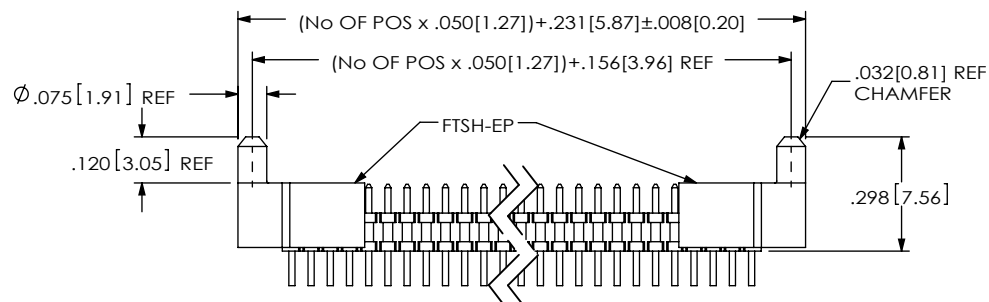 (No OF POS x .050[1.27])+.231[5.87]±.008[0.20]
(No OF POS x .050[1.27])+.156[3.96] REF
Ø.075[1.91] REF
.032[0.81] REF
CHAMFER
FTSH-EP
.120[3.05] REF
.298[7.56]